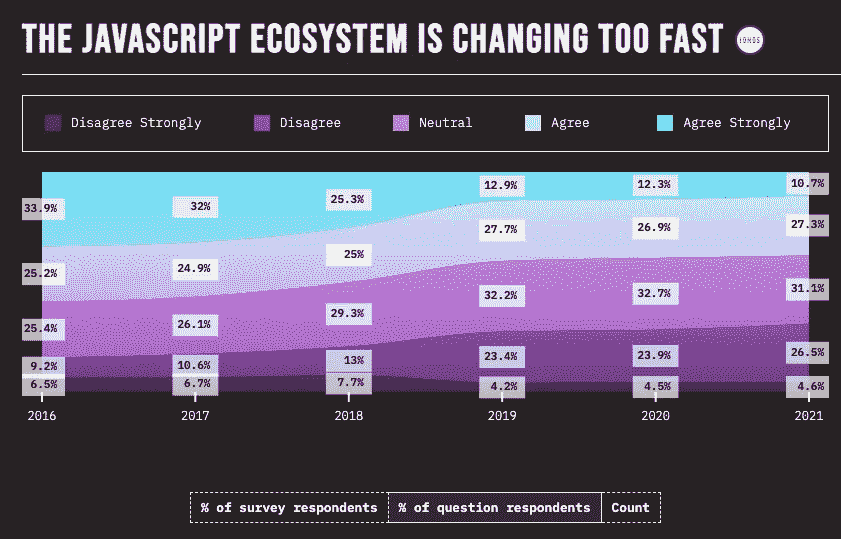 THE JAVASCRIPT ECOSYSTEM IS CHANGING TOO FAST
Disagree Strongly Disagree Neutral Agree Agree Strongly
33.9% 32% 25.3% 12.9% 12.3% 10.7%
25.2% 24.9% 25% 27.7% 26.9% 27.3%
25.4% 26.1% 29.3% 32.2% 32.7% 31.1%
9.2% 10.6% 13% 23.4% 23.9% 26.5%
6.5% 6.7% 7.7% 4.2% 4.5% 4.6%
2016 2017 2018 2019 2020 2021
% of survey respondents % of question respondents Count